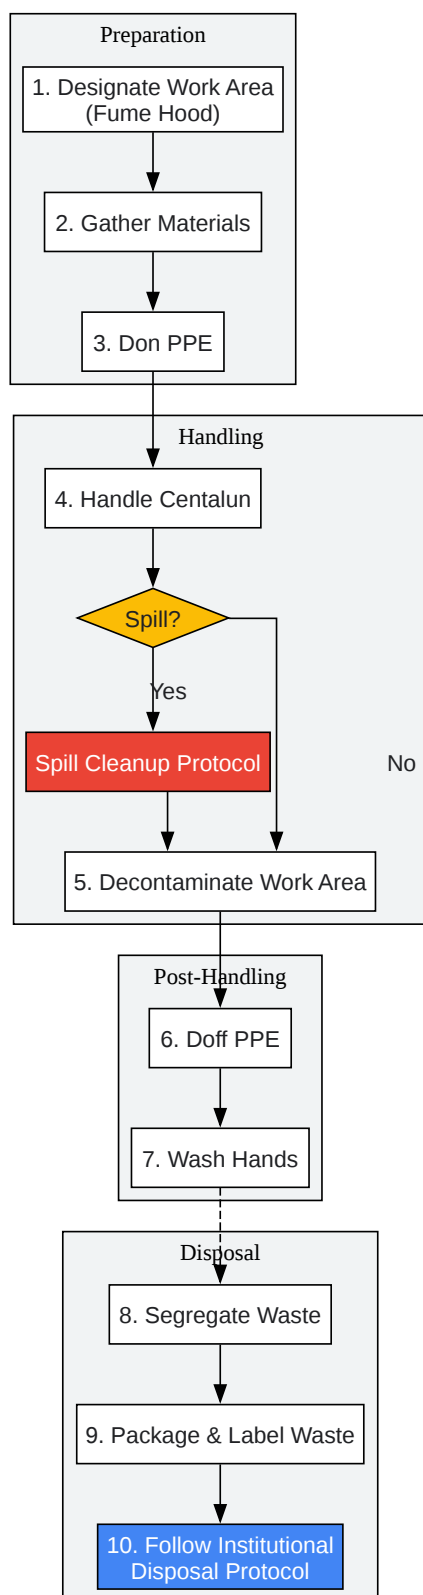 Preparation
1. Designate Work Area
(Fume Hood)
2. Gather Materials
3. Don PPE
Handling
4. Handle Centalun
Spill?
Yes
Spill Cleanup Protocol
No
5. Decontaminate Work Area
Post-Handling
6. Doff PPE
7. Wash Hands
Disposal
8. Segregate Waste
9. Package & Label Waste
10. Follow Institutional
Disposal Protocol